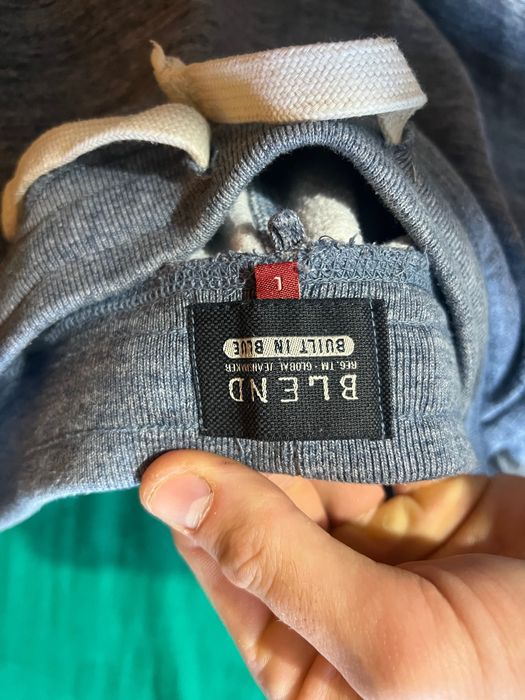 BLEND
REG. TM · GLOBAL JEANSMAKER
BUILT IN BLUE
L